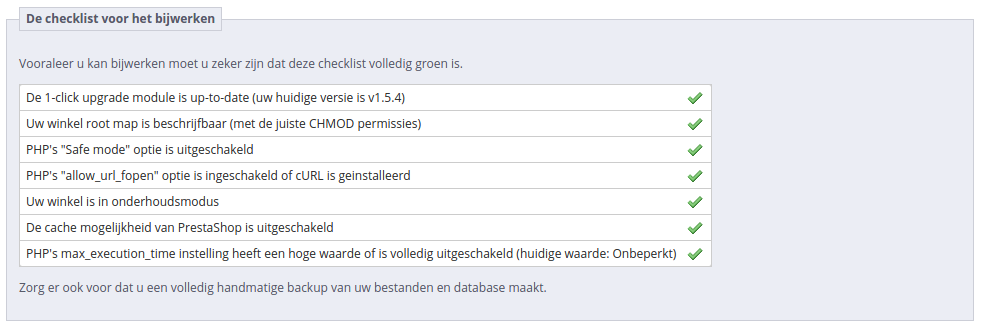 De checklist voor het bijwerken
Vooraleer u kan bijwerken moet u zeker zijn dat deze checklist volledig groen is.
De 1-click upgrade module is up-to-date (uw huidige versie is v1.5.4)
Uw winkel root map is beschrijfbaar (met de juiste CHMOD permissies)
PHP's "Safe mode" optie is uitgeschakeld
PHP's "allow_url_fopen" optie is ingeschakeld of cURL is geinstalleerd
Uw winkel is in onderhoudsmodus
De cache mogelijkheid van PrestaShop is uitgeschakeld
PHP's max_execution_time instelling heeft een hoge waarde of is volledig uitgeschakeld (huidige waarde: Onbeperkt)
Zorg er ook voor dat u een volledig handmatige backup van uw bestanden en database maakt.